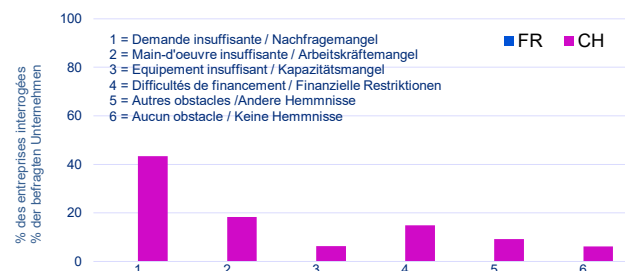 100
80
60
40
20
0
% des entreprises interrogées
% der befragten Unternehmen
1 = Demande insuffisante / Nachfragemangel
2 = Main-d'oeuvre insuffisante / Arbeitskräftemangel
3 = Equipement insuffisant / Kapazitätsmangel
4 = Difficultés de financement / Finanzielle Restriktionen
5 = Autres obstacles /Andere Hemmnisse
6 = Aucun obstacle / Keine Hemmnisse
FR CH
1 2 3 4 5 6